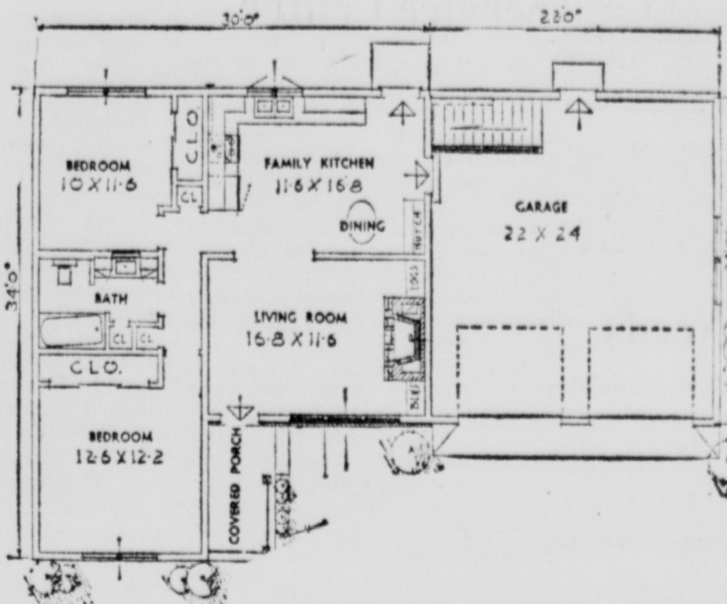 30'0"
22'0"
34'0"
BEDROOM
10 X 11·6
CLO
CL
FAMILY KITCHEN
11·6 X 16·8
DINING
GARAGE
22 X 24
BATH
CL
CL
CLO.
LIVING ROOM
16·8 X 11·6
LOGS
BEDROOM
12·6 X 12·2
COVERED PORCH